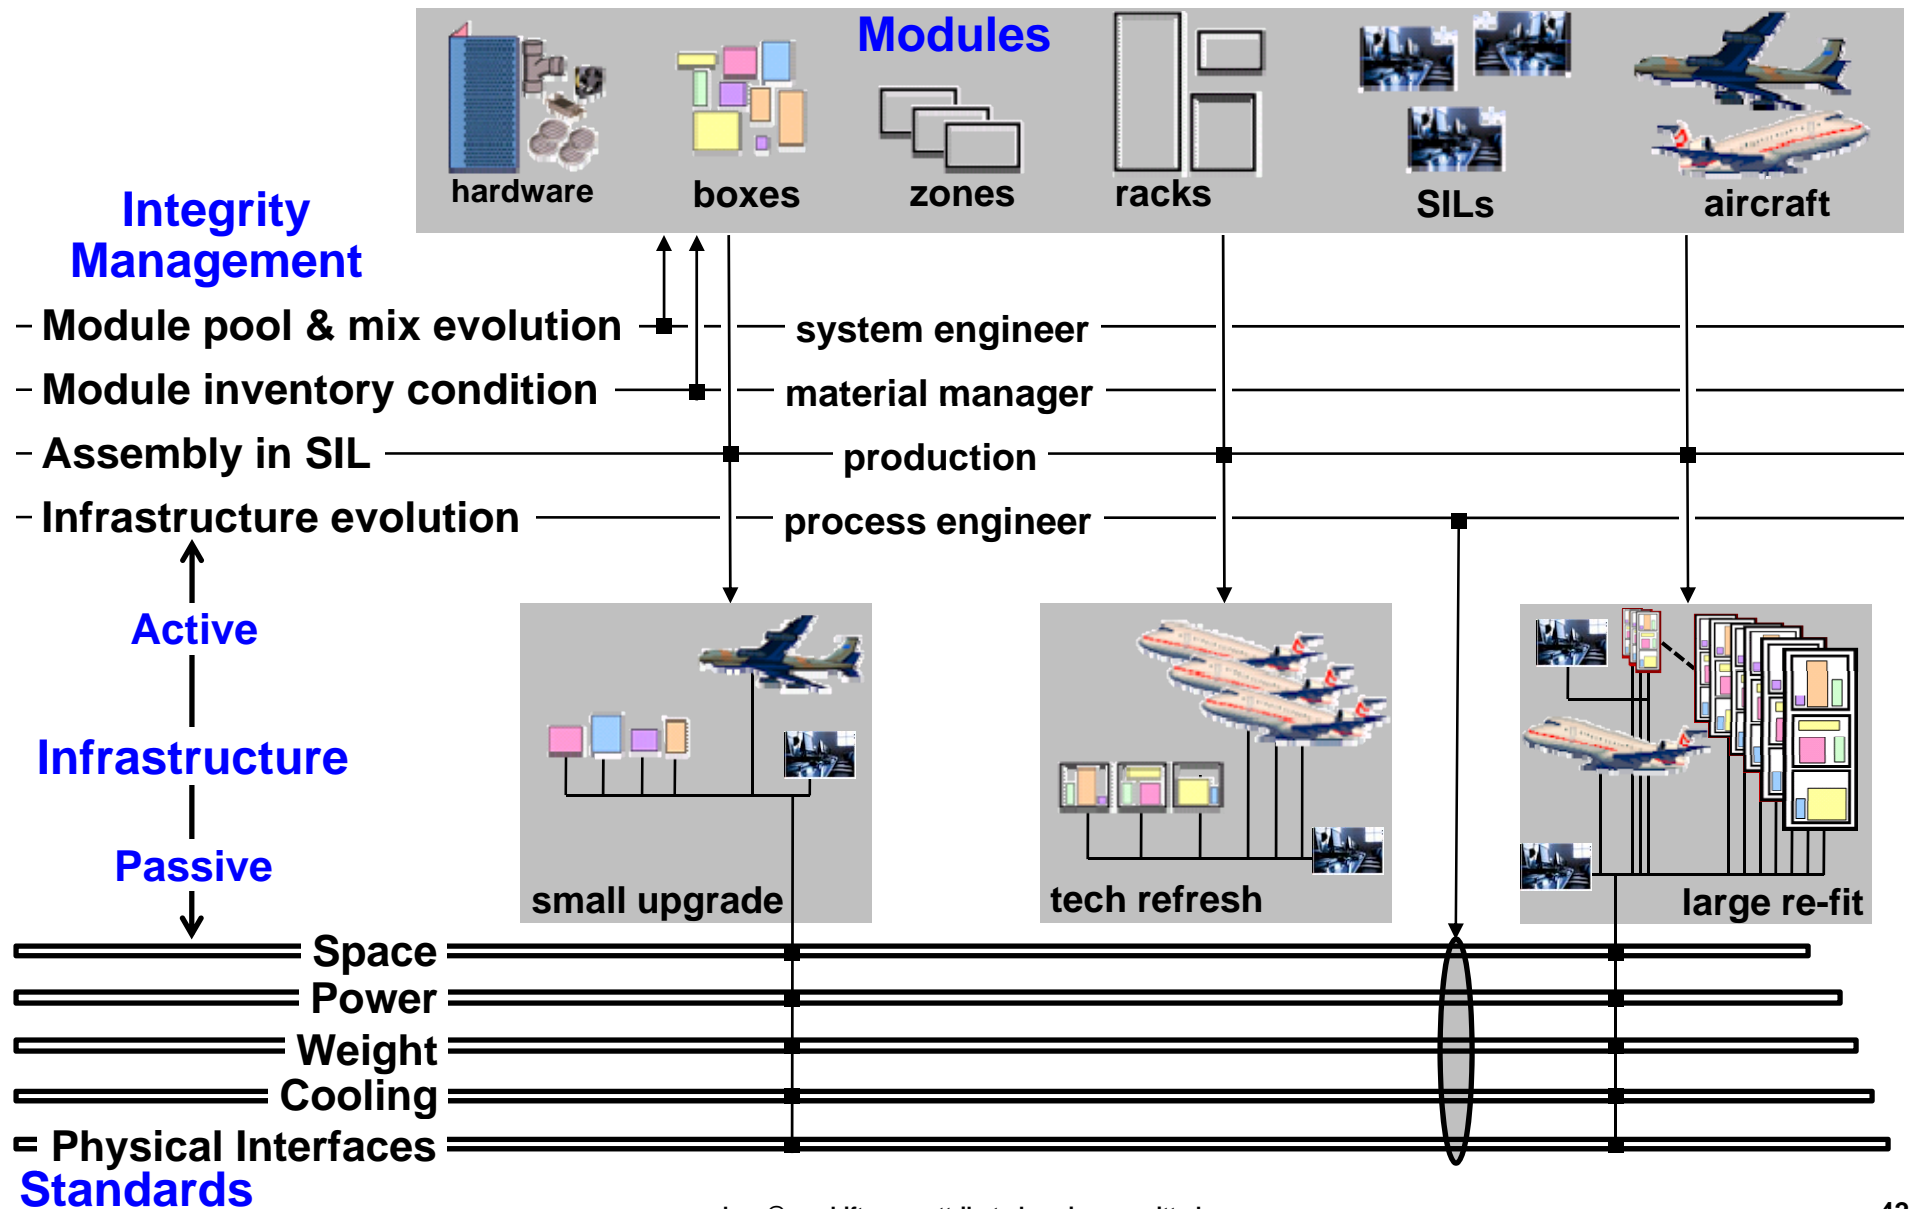 Modules
hardware
boxes
zones
racks
SILs
aircraft
Integrity
Management
Module pool & mix evolution
system engineer
Module inventory condition
material manager
Assembly in SIL
production
Infrastructure evolution
process engineer
Active
Infrastructure
Passive
small upgrade
tech refresh
large re-fit
Space
Power
Weight
Cooling
Physical Interfaces
Standards